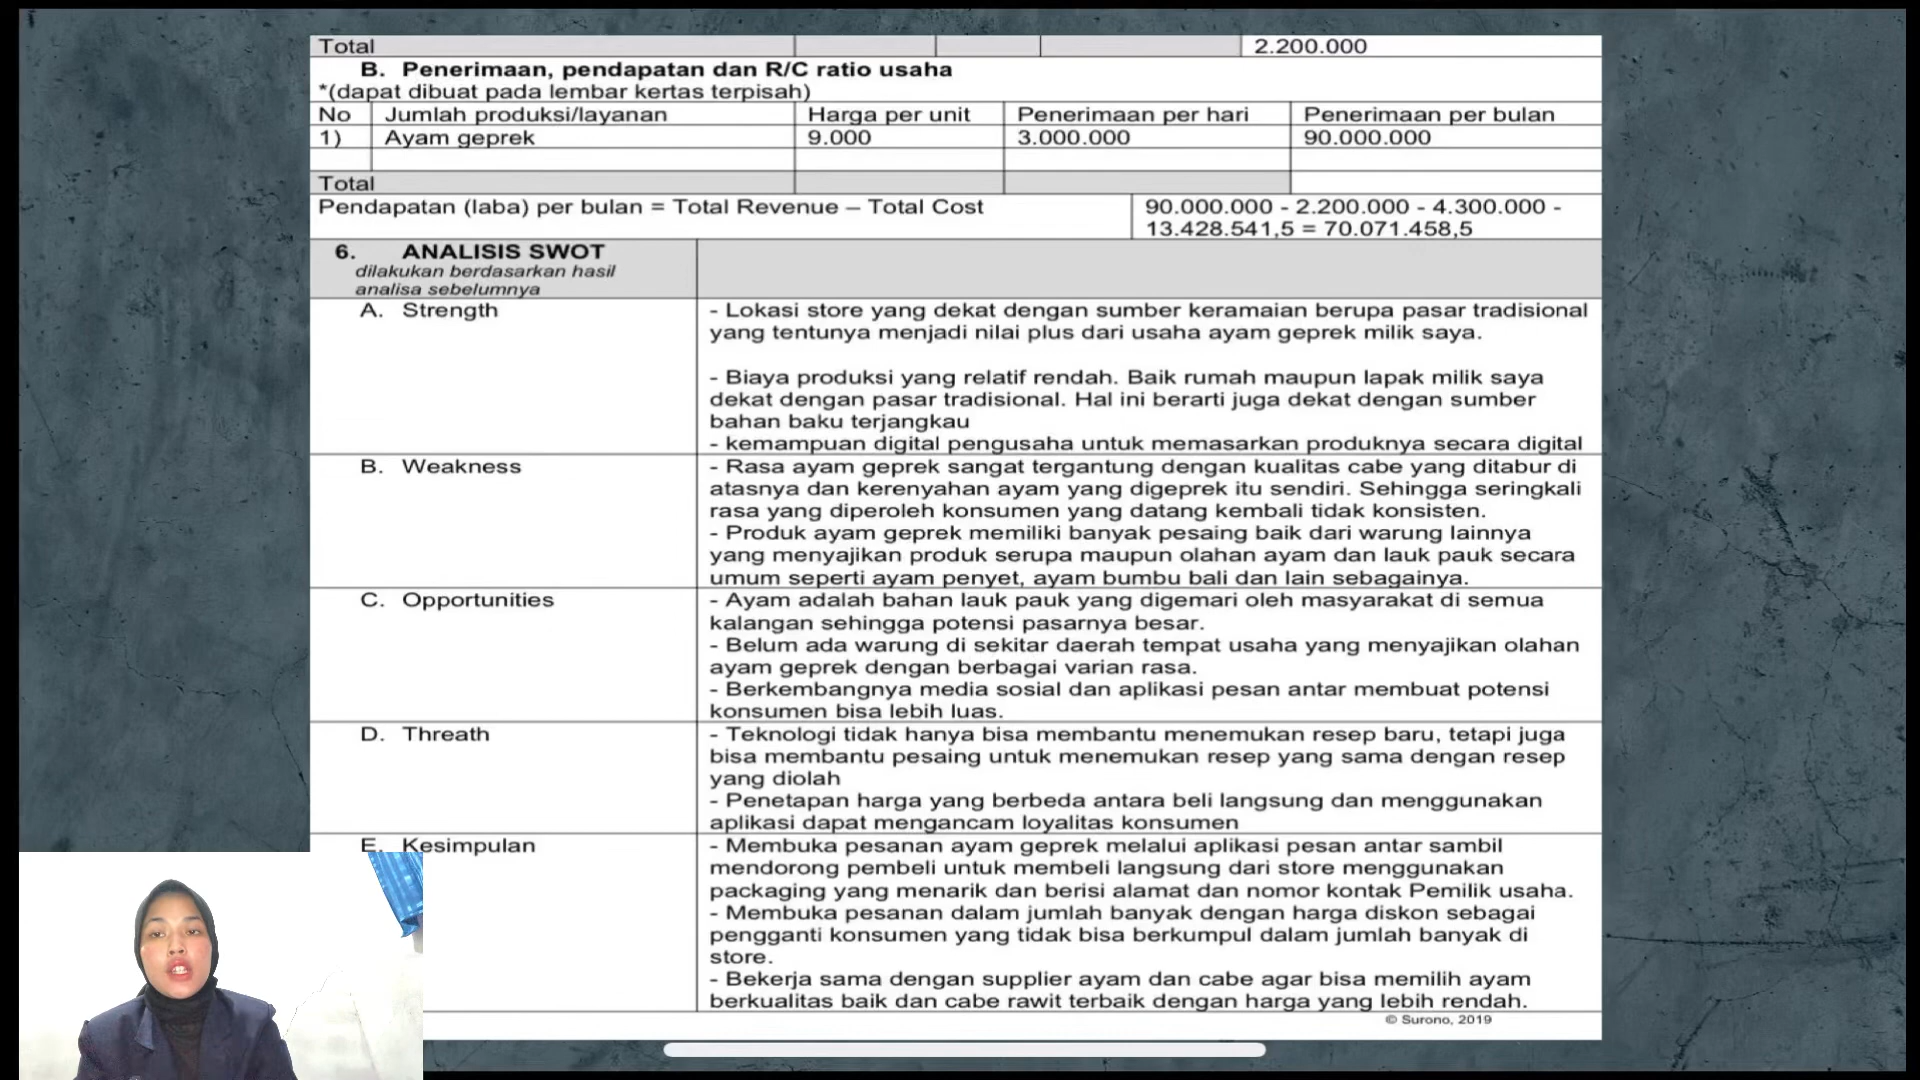 Total 2.200.000
B. Penerimaan, pendapatan dan R/C ratio usaha
*(dapat dibuat pada lembar kertas terpisah)
No Jumlah produksi/layanan Harga per unit Penerimaan per hari Penerimaan per bulan
1) Ayam geprek 9.000 3.000.000 90.000.000
Total
Pendapatan (laba) per bulan = Total Revenue – Total Cost 90.000.000 - 2.200.000 - 4.300.000 -
13.428.541,5 = 70.071.458,5
6. ANALISIS SWOT
dilakukan berdasarkan hasil
analisa sebelumnya
A. Strength
- Lokasi store yang dekat dengan sumber keramaian berupa pasar tradisional
yang tentunya menjadi nilai plus dari usaha ayam geprek milik saya.
- Biaya produksi yang relatif rendah. Baik rumah maupun lapak milik saya
dekat dengan pasar tradisional. Hal ini berarti juga dekat dengan sumber
bahan baku terjangkau
- kemampuan digital pengusaha untuk memasarkan produknya secara digital
B. Weakness
- Rasa ayam geprek sangat tergantung dengan kualitas cabe yang ditabur di
atasnya dan kerenyahan ayam yang digeprek itu sendiri. Sehingga seringkali
rasa yang diperoleh konsumen yang datang kembali tidak konsisten.
- Produk ayam geprek memiliki banyak pesaing baik dari warung lainnya
yang menyajikan produk serupa maupun olahan ayam dan lauk pauk secara
umum seperti ayam penyet, ayam bumbu bali dan lain sebagainya.
C. Opportunities
- Ayam adalah bahan lauk pauk yang digemari oleh masyarakat di semua
kalangan sehingga potensi pasarnya besar.
- Belum ada warung di sekitar daerah tempat usaha yang menyajikan olahan
ayam geprek dengan berbagai varian rasa.
- Berkembangnya media sosial dan aplikasi pesan antar membuat potensi
konsumen bisa lebih luas.
D. Threath
- Teknologi tidak hanya bisa membantu menemukan resep baru, tetapi juga
bisa membantu pesaing untuk menemukan resep yang sama dengan resep
yang diolah
- Penetapan harga yang berbeda antara beli langsung dan menggunakan
aplikasi dapat mengancam loyalitas konsumen
E. Kesimpulan
- Membuka pesanan ayam geprek melalui aplikasi pesan antar sambil
mendorong pembeli untuk membeli langsung dari store menggunakan
packaging yang menarik dan berisi alamat dan nomor kontak Pemilik usaha.
- Membuka pesanan dalam jumlah banyak dengan harga diskon sebagai
pengganti konsumen yang tidak bisa berkumpul dalam jumlah banyak di
store.
- Bekerja sama dengan supplier ayam dan cabe agar bisa memilih ayam
berkualitas baik dan cabe rawit terbaik dengan harga yang lebih rendah.
© Surono, 2019